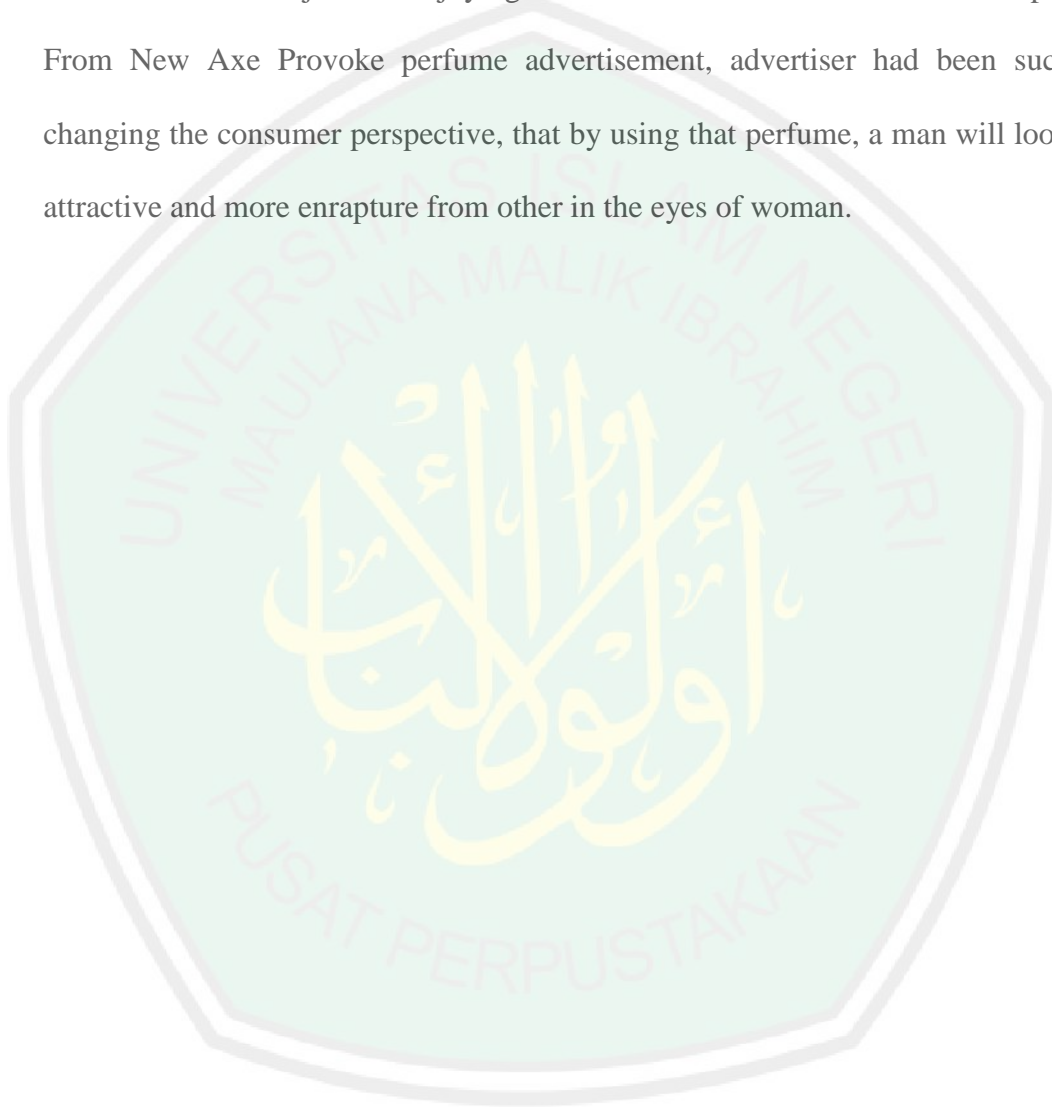 From New Axe Provoke perfume advertisement, advertiser had been suc
changing the consumer perspective, that by using that perfume, a man will loo
attractive and more enrapture from other in the eyes of woman.
UNIVERSITAS ISLAM NEGERI
MAULANA MALIK IBRAHIM
أولوا الألباب
PUSAT PERPUSTAKAAN